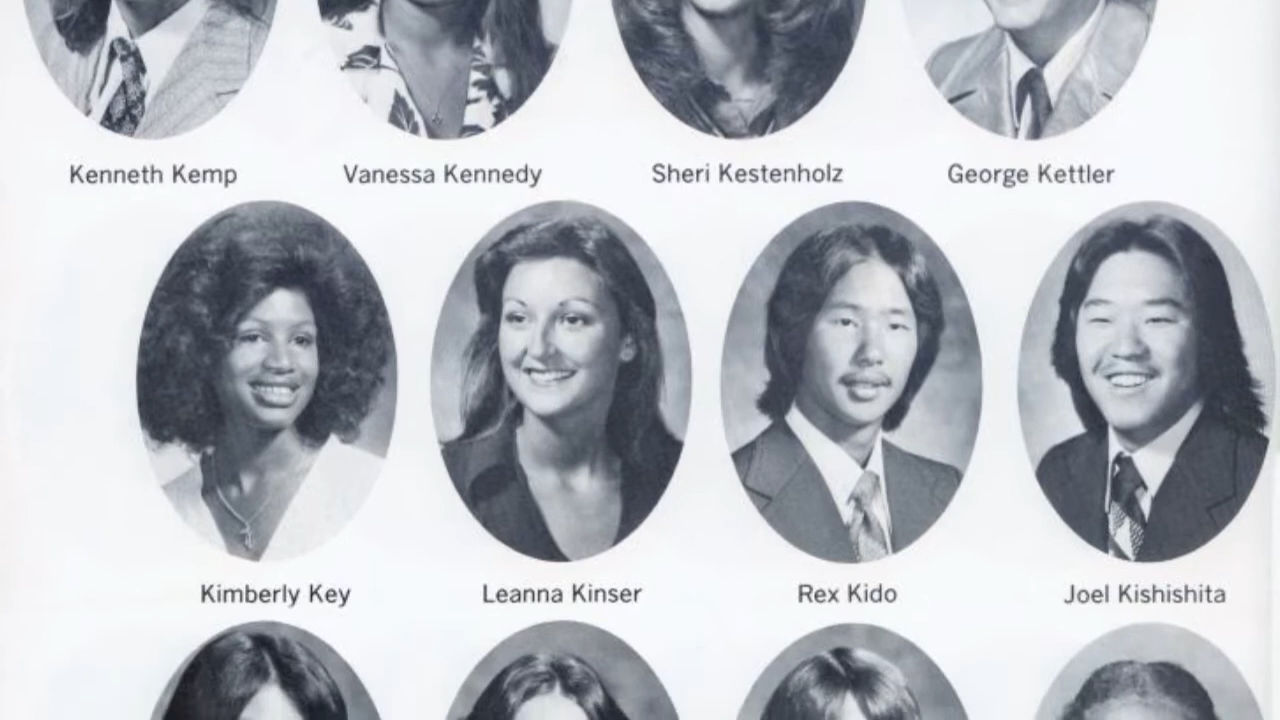 Kenneth Kemp
Vanessa Kennedy
Sheri Kestenholz
George Kettler
Kimberly Key
Leanna Kinser
Rex Kido
Joel Kishishita